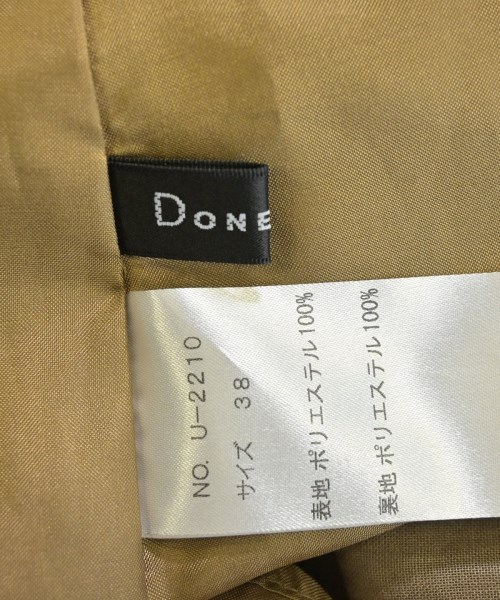 DONE
NO. U-2210
サイズ 38
表地 ポリエステル100%
裏地 ポリエステル100%